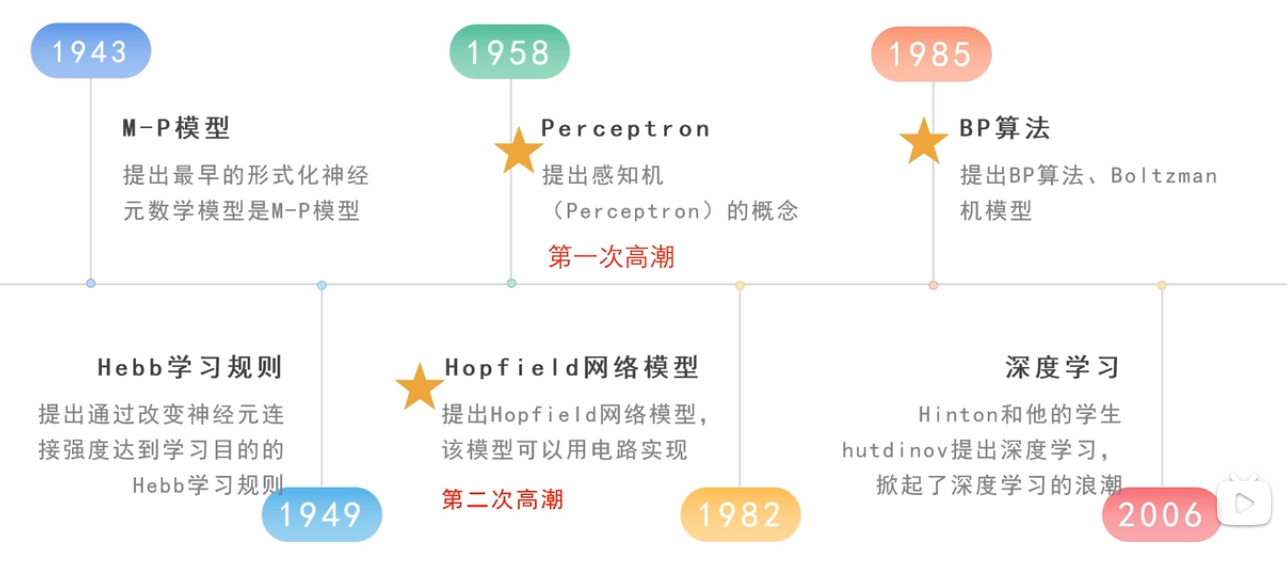 1943
M-P模型
提出最早的形式化神经
元数学模型是M-P模型
1958
Perceptron
提出感知机
（Perceptron）的概念
第一次高潮
1985
BP算法
提出BP算法、Boltzman
机模型
Hebb学习规则
提出通过改变神经元连
接强度达到学习目的的
Hebb学习规则
1949
Hopfield网络模型
提出Hopfield网络模型，
该模型可以用电路实现
第二次高潮
1982
深度学习
Hinton和他的学生
hutdinov提出深度学习，
掀起了深度学习的浪潮
2006